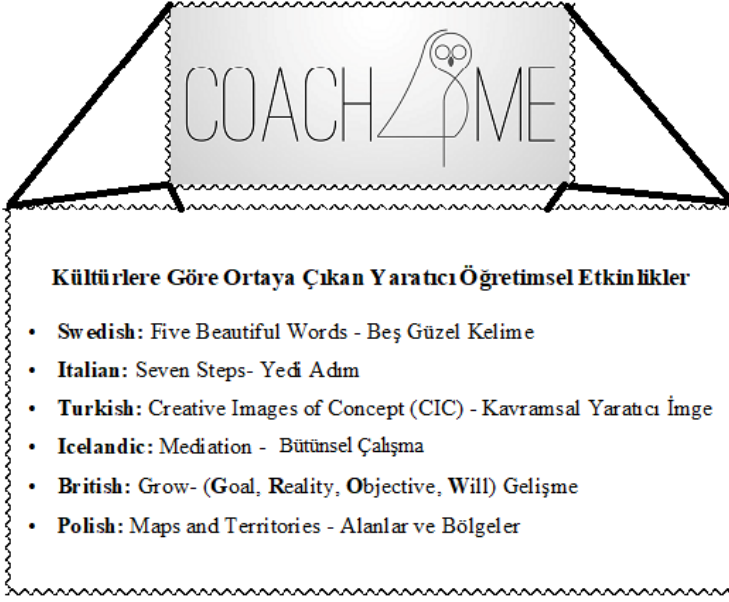 COACH4ME
Kültürlere Göre Ortaya Çıkan Yaratıcı Öğretimsel Etkinlikler
• Swedish: Five Beautiful Words - Beş Güzel Kelime
• Italian: Seven Steps- Yedi Adım
• Turkish: Creative Images of Concept (CIC) - Kavramsal Yaratıcı İmge
• Icelandic: Mediation - Bütünsel Çalışma
• British: Grow- (Goal, Reality, Objective, Will) Gelişme
• Polish: Maps and Territories - Alanlar ve Bölgeler